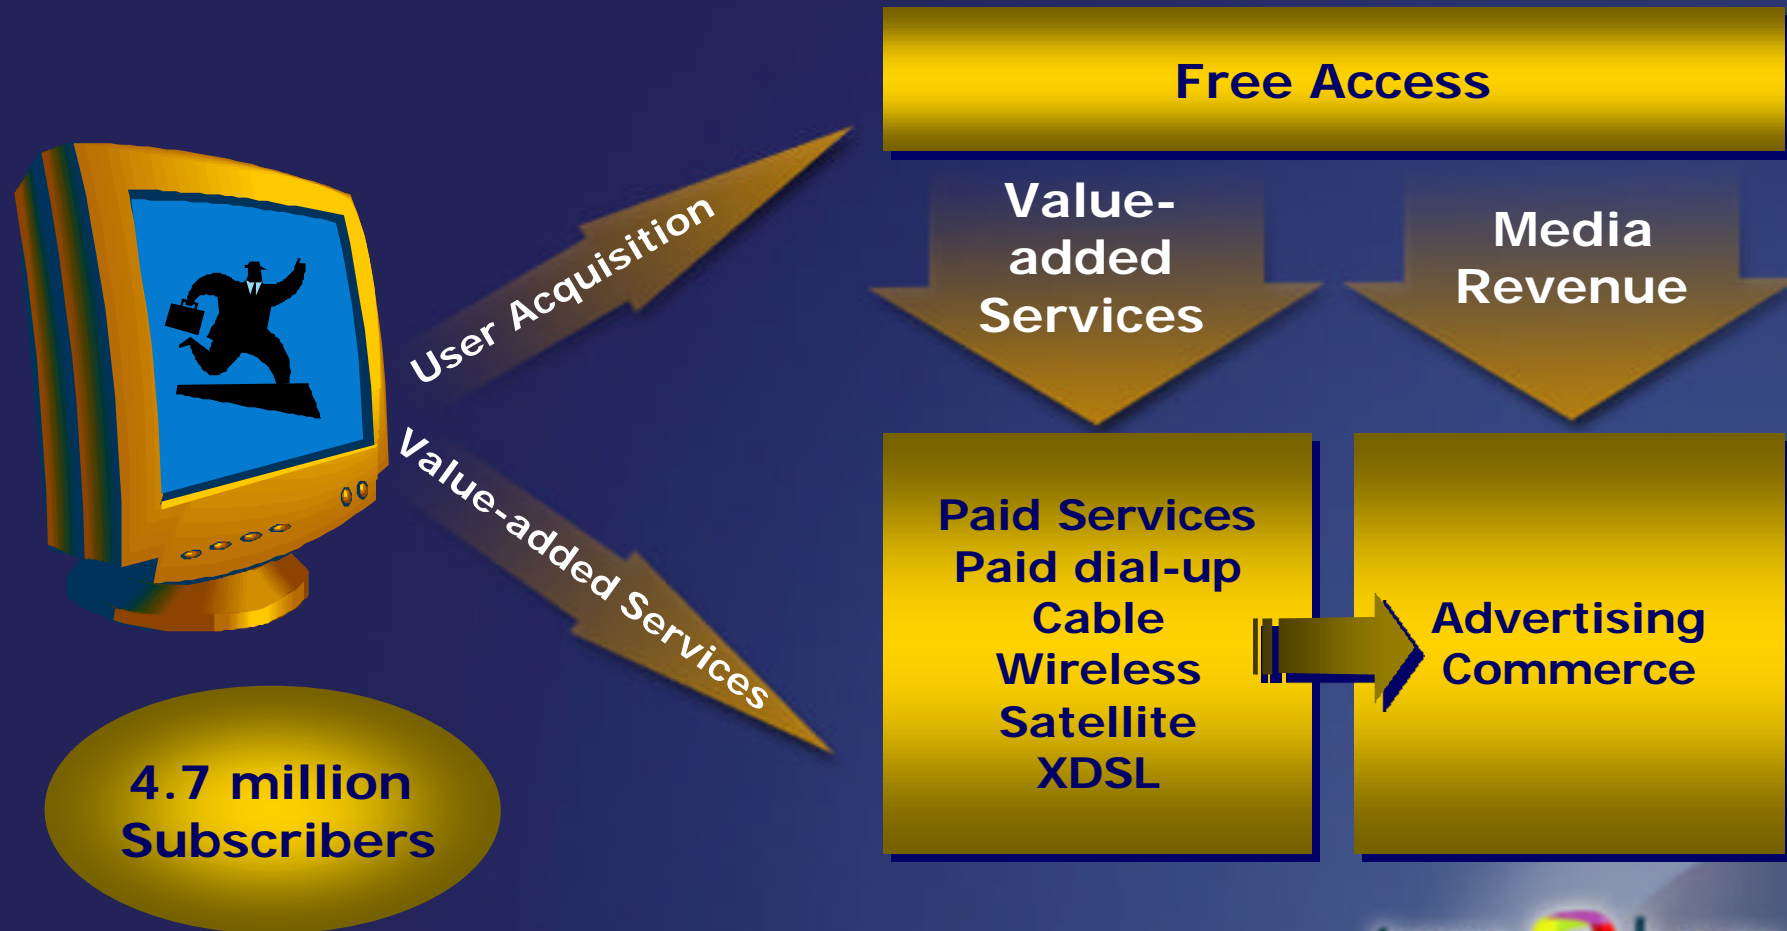 Free Access
User Acquisition
Value-
added
Services
Media
Revenue
Value-added Services
Paid Services
Paid dial-up
Cable
Wireless
Satellite
XDSL
Advertising
Commerce
4.7 million
Subscribers